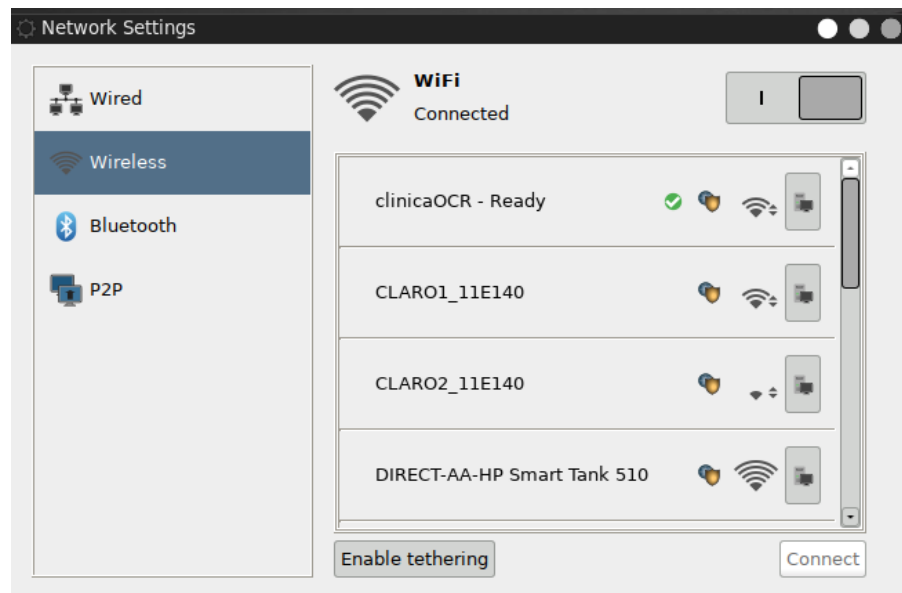 Network Settings
Wired
Wireless
Bluetooth
P2P
WiFi
Connected
clinicaOCR - Ready
CLARO1_11E140
CLARO2_11E140
DIRECT-AA-HP Smart Tank 510
Enable tethering
Connect